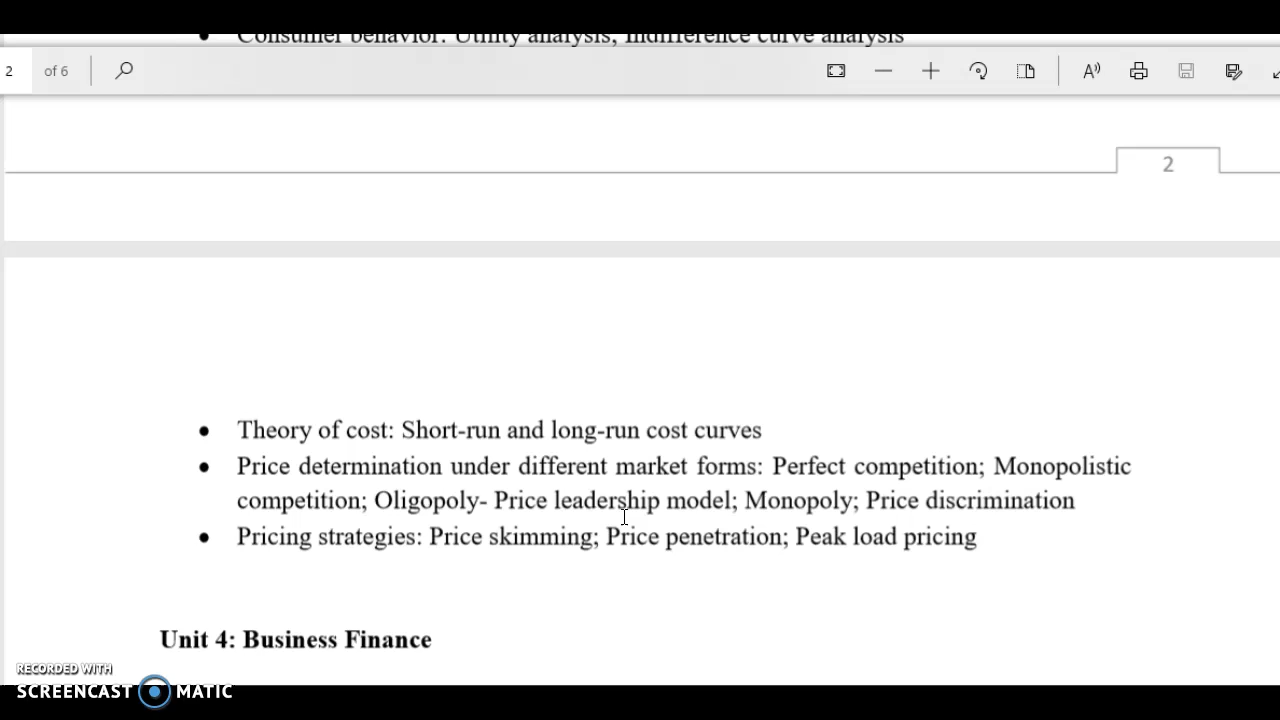 • Consumer behavior: Utility analysis; Indifference curve analysis
2 of 6
2
• Theory of cost: Short-run and long-run cost curves
• Price determination under different market forms: Perfect competition; Monopolistic
competition; Oligopoly- Price leadership model; Monopoly; Price discrimination
• Pricing strategies: Price skimming; Price penetration; Peak load pricing
Unit 4: Business Finance
RECORDED WITH
SCREENCAST MATIC